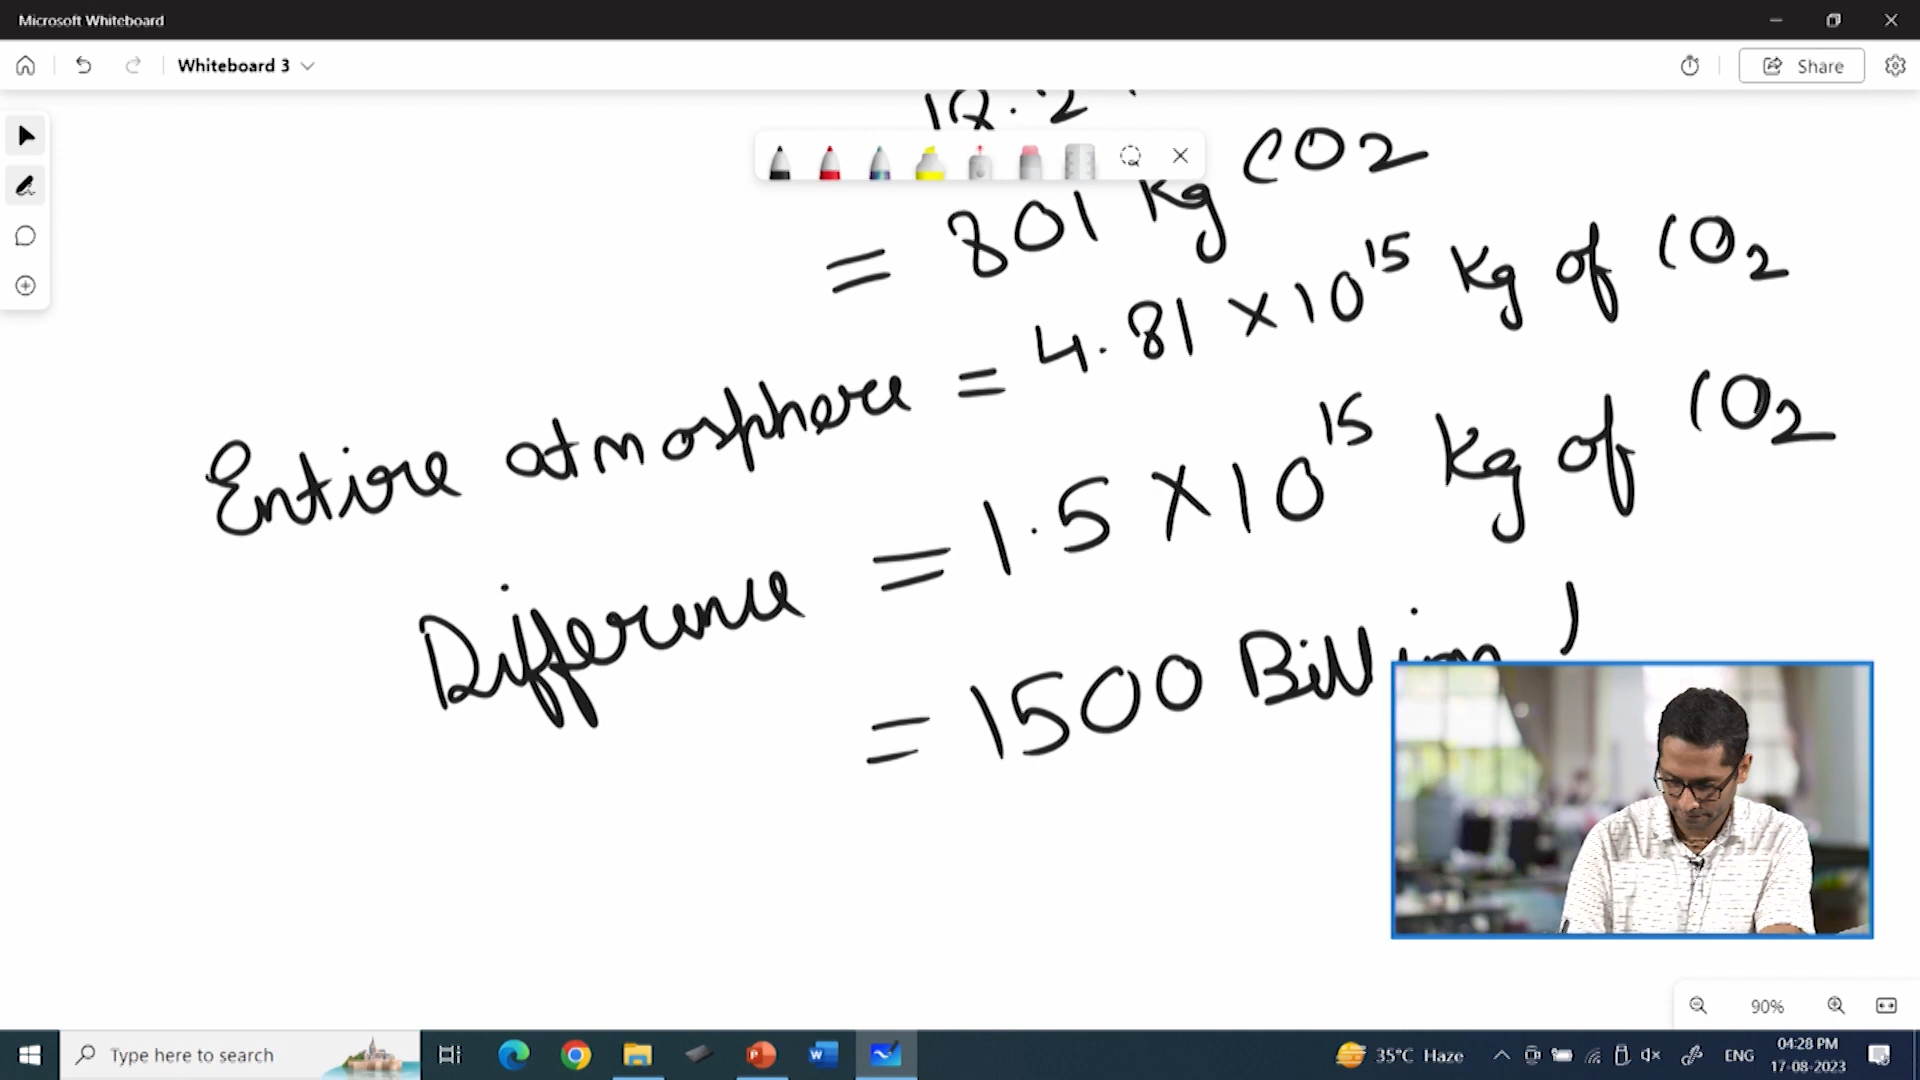 Microsoft Whiteboard
Whiteboard 3
Share
= 801 kg CO2
Entire atmosphere = 4.81 × 10^15 kg of CO2
Difference = 1.5 × 10^15 kg of CO2
= 1500 Billion
90%
Type here to search
35°C Haze
ENG
04:28 PM
17-08-2023